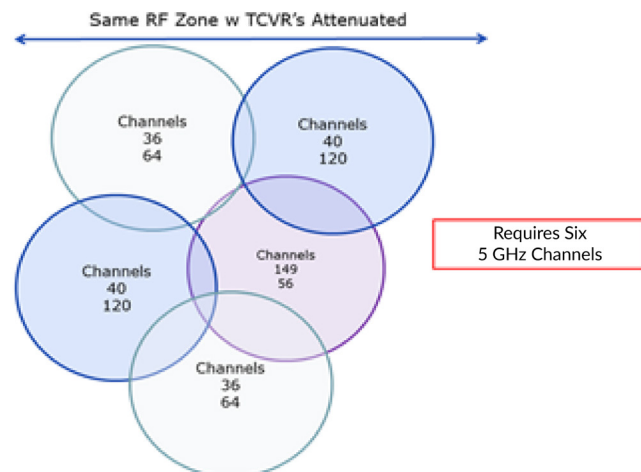 Same RF Zone w TCVR's Attenuated
Channels
36
64
Channels
40
120
Channels
149
56
Channels
40
120
Channels
36
64
Requires Six
5 GHz Channels